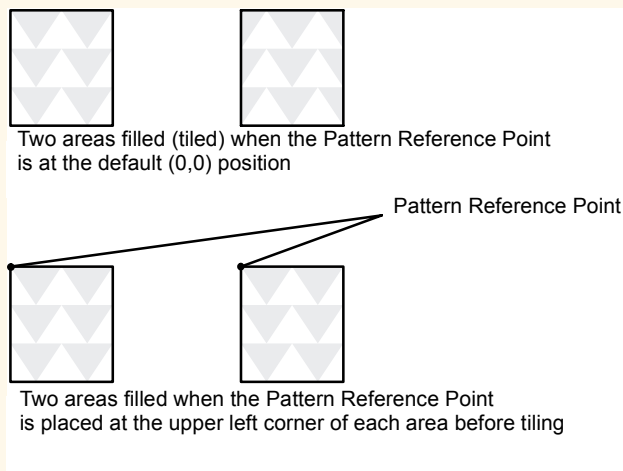 Two areas filled (tiled) when the Pattern Reference Point
is at the default (0,0) position
Pattern Reference Point
Two areas filled when the Pattern Reference Point
is placed at the upper left corner of each area before tiling